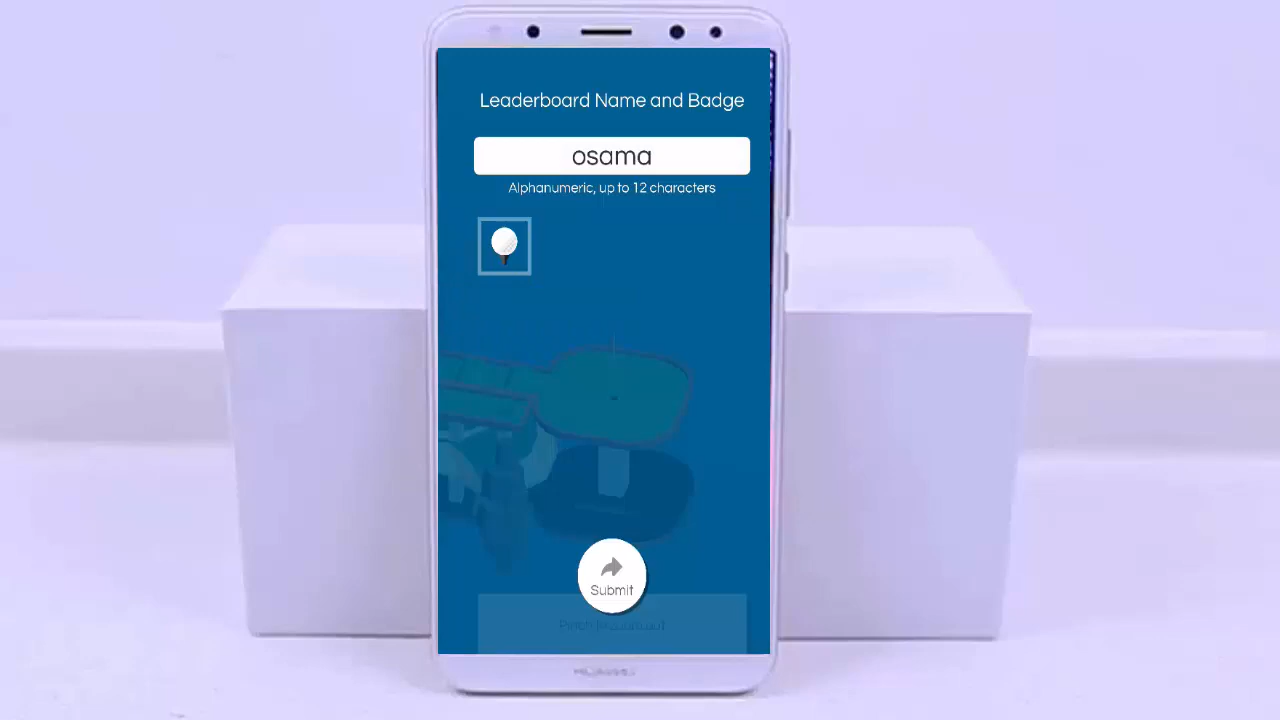 Leaderboard Name and Badge
osama
Alphanumeric, up to 12 characters
Submit
HUAWEI